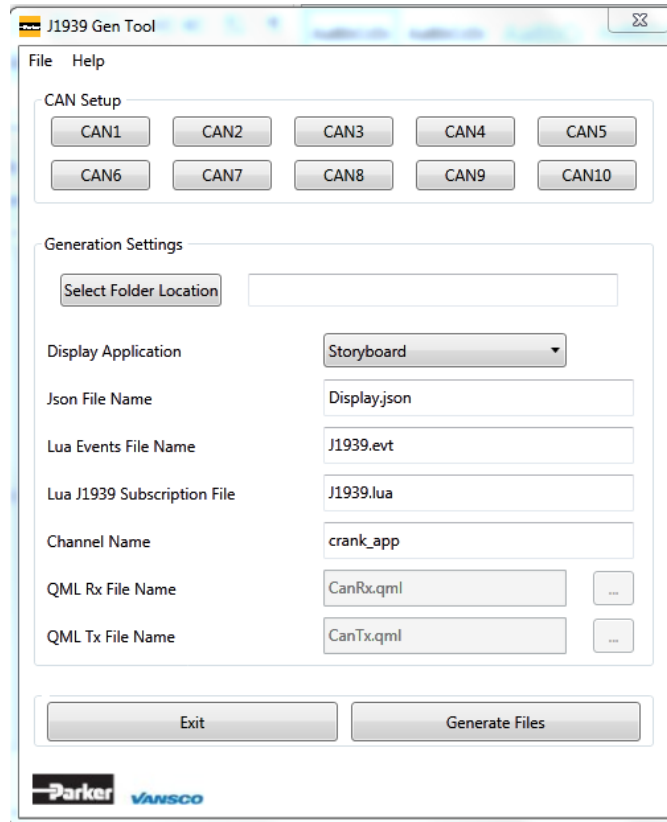 J1939 Gen Tool
File Help
CAN Setup
CAN1 CAN2 CAN3 CAN4 CAN5
CAN6 CAN7 CAN8 CAN9 CAN10
Generation Settings
Select Folder Location
Display Application Storyboard
Json File Name Display.json
Lua Events File Name J1939.evt
Lua J1939 Subscription File J1939.lua
Channel Name crank_app
QML Rx File Name CanRx.qml ...
QML Tx File Name CanTx.qml ...
Exit Generate Files
Parker VANSCO